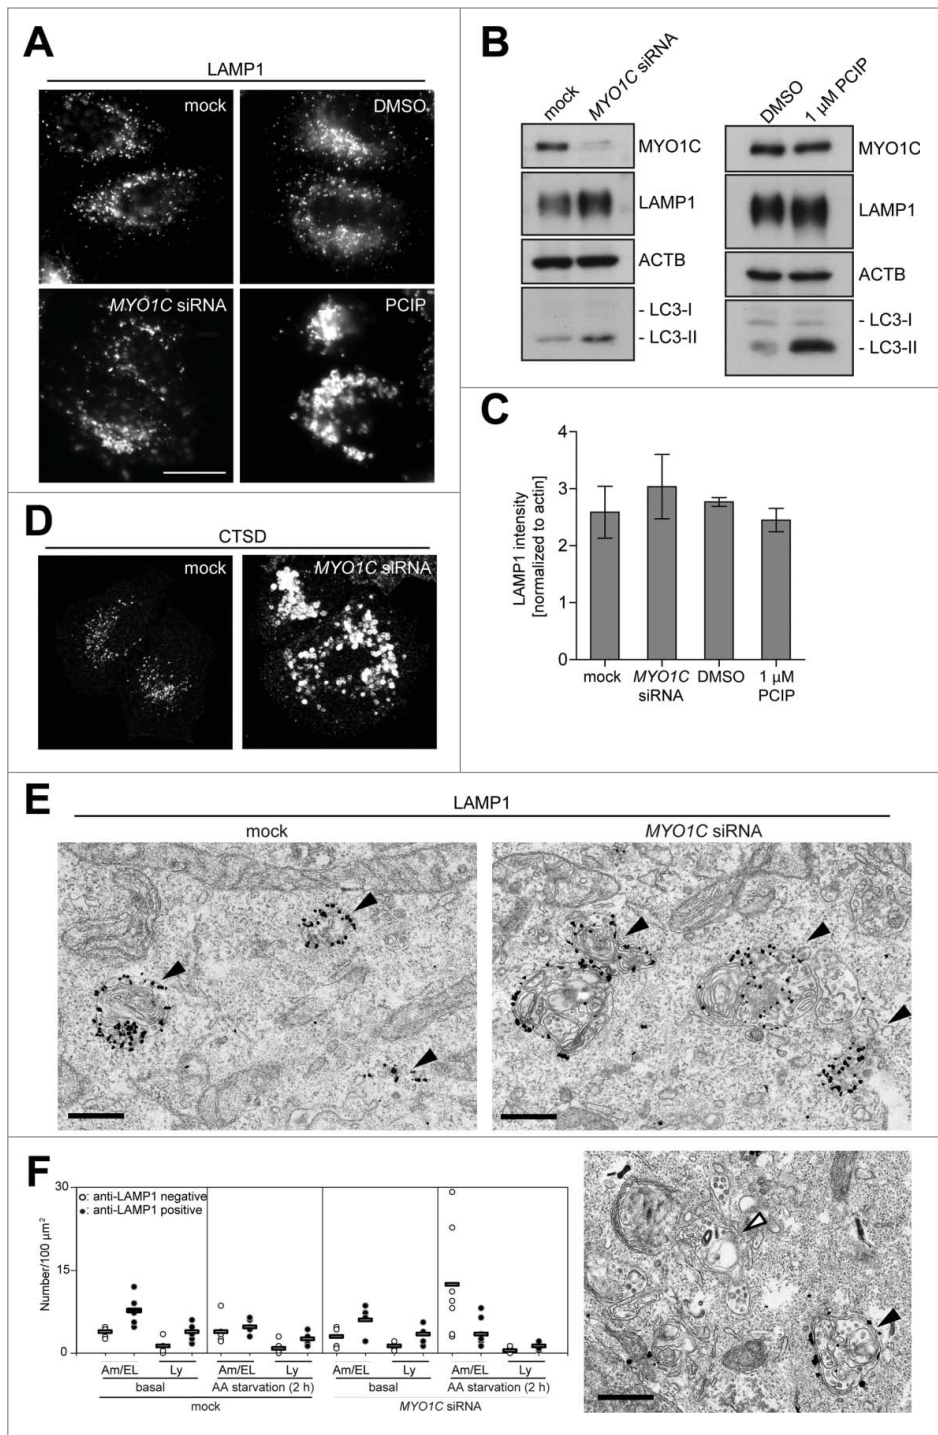 A
LAMP1
mock
DMSO
MYO1C siRNA
PCIP
B
mock
MYO1C siRNA
MYO1C
LAMP1
ACTB
- LC3-I
- LC3-II
DMSO
1 µM PCIP
MYO1C
LAMP1
ACTB
- LC3-I
- LC3-II
C
LAMP1 intensity
[normalized to actin]
4
3
2
1
0
mock
MYO1C
siRNA
DMSO
1 µM
PCIP
D
CTSD
mock
MYO1C siRNA
E
LAMP1
mock
MYO1C siRNA
F
Number/100 µm²
30
15
0
o: anti-LAMP1 negative
•: anti-LAMP1 positive
Am/EL Ly Am/EL Ly Am/EL Ly Am/EL Ly
basal AA starvation (2 h) basal AA starvation (2 h)
mock MYO1C siRNA